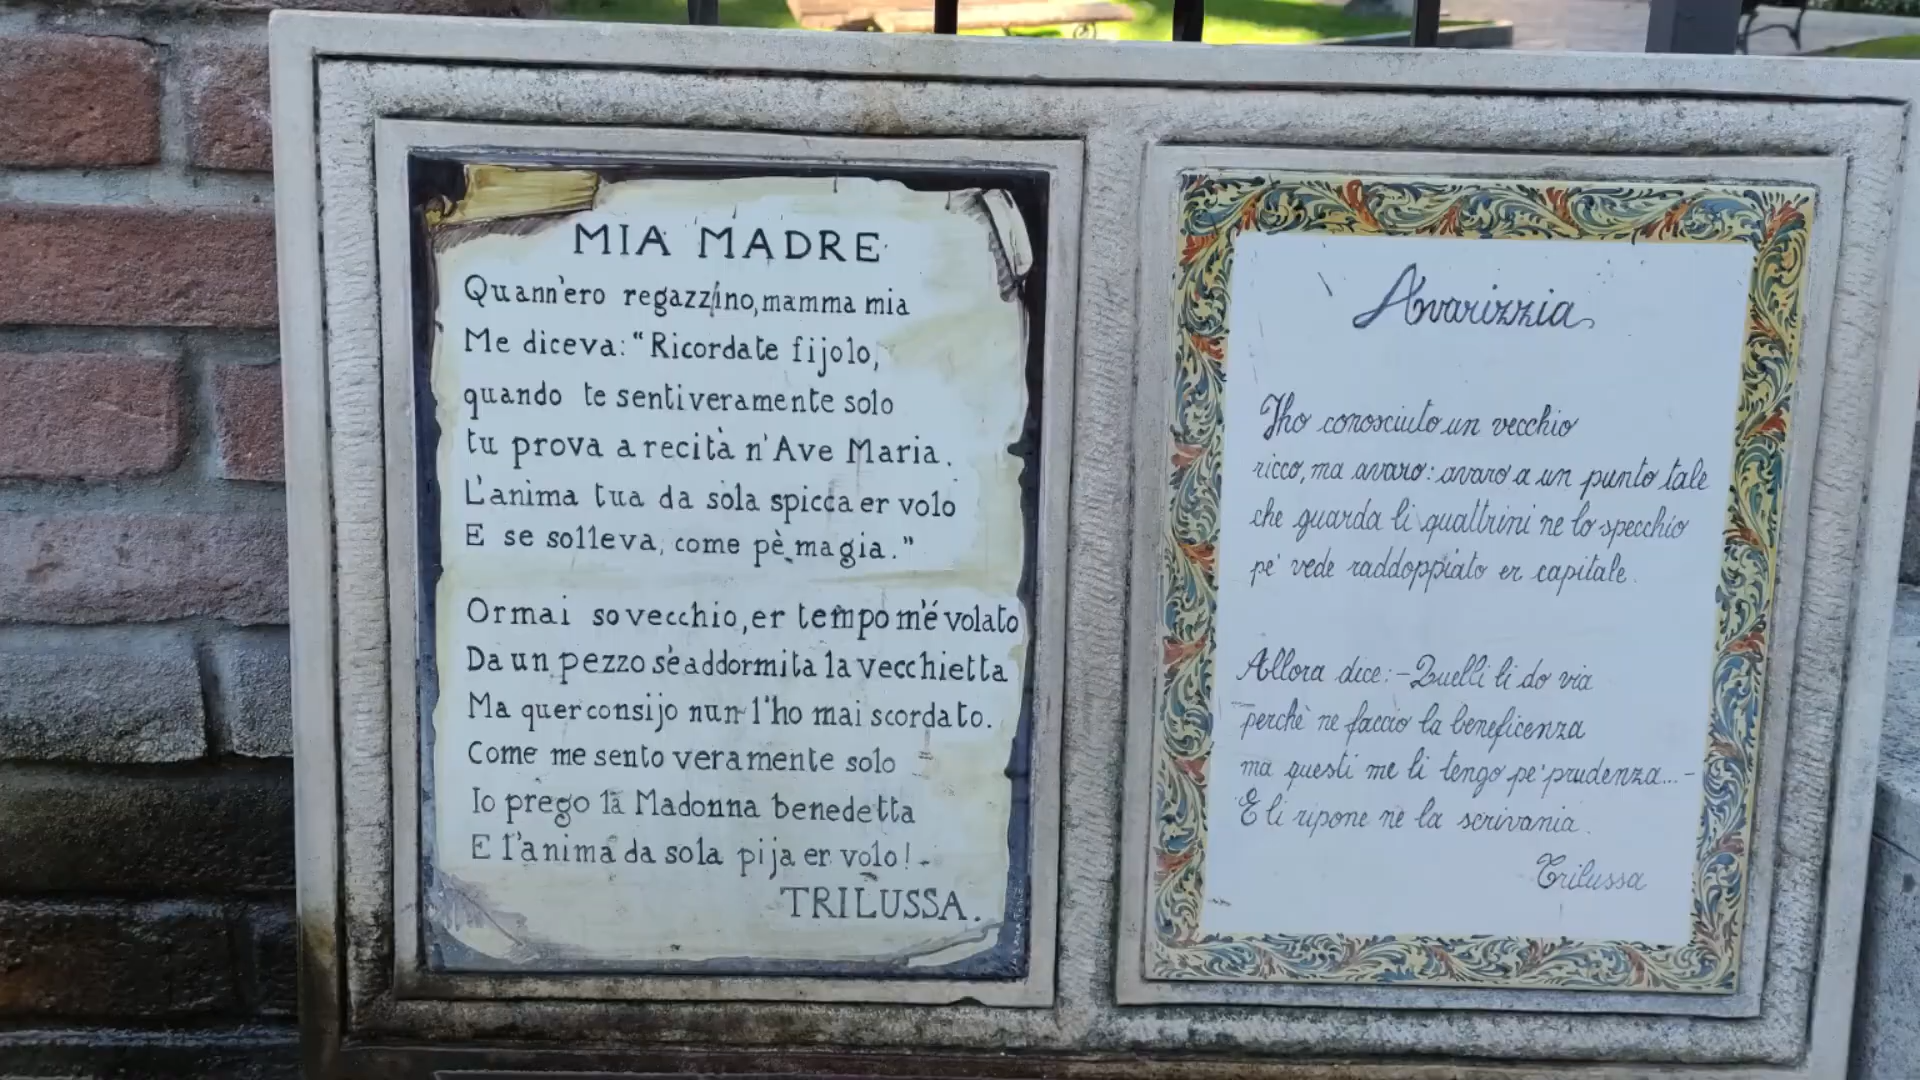 MIA MADRE
Quann'ero regazzino, mamma mia
Me diceva: "Ricordate fijolo,
quando te senti veramente solo
tu prova a recità n'Ave Maria.
L'anima tua da sola spicca er volo
E se solleva, come pè magia."
Ormai so vecchio, er tempo m'é volato
Da un pezzo s'è addormita la vecchietta
Ma quer consijo nun l'ho mai scordato.
Come me sento veramente solo
Io prego la Madonna benedetta
E l'anima da sola pija er volo!
TRILUSSA.
Avarizzia
Jho conosciuto un vecchio
ricco, ma avaro: avaro a un punto tale
che guarda li quattrini ne lo specchio
pe' vede raddoppiato er capitale.
Allora dice: - Quelli li do via
perchè ne faccio la beneficenza
ma questi me li tengo pe' prudenza... -
E li ripone ne la scrivania.
Trilussa